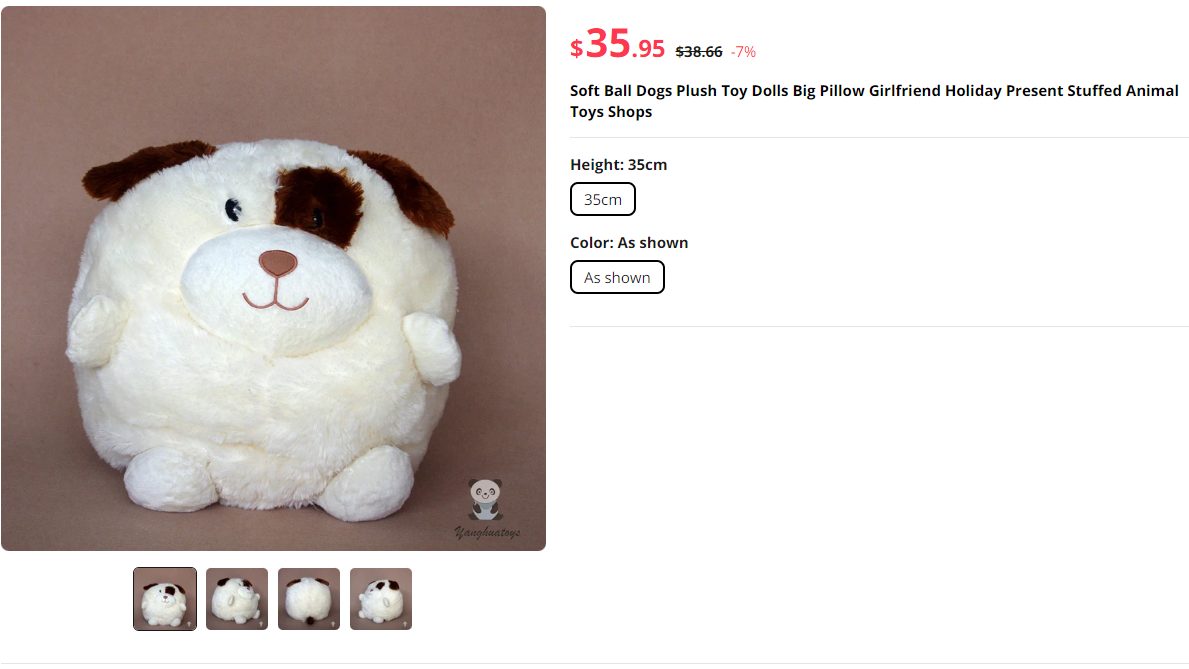 $35.95 $38.66 -7%
Soft Ball Dogs Plush Toy Dolls Big Pillow Girlfriend Holiday Present Stuffed Animal
Toys Shops
Height: 35cm
35cm
Color: As shown
As shown
Yanghuatoys